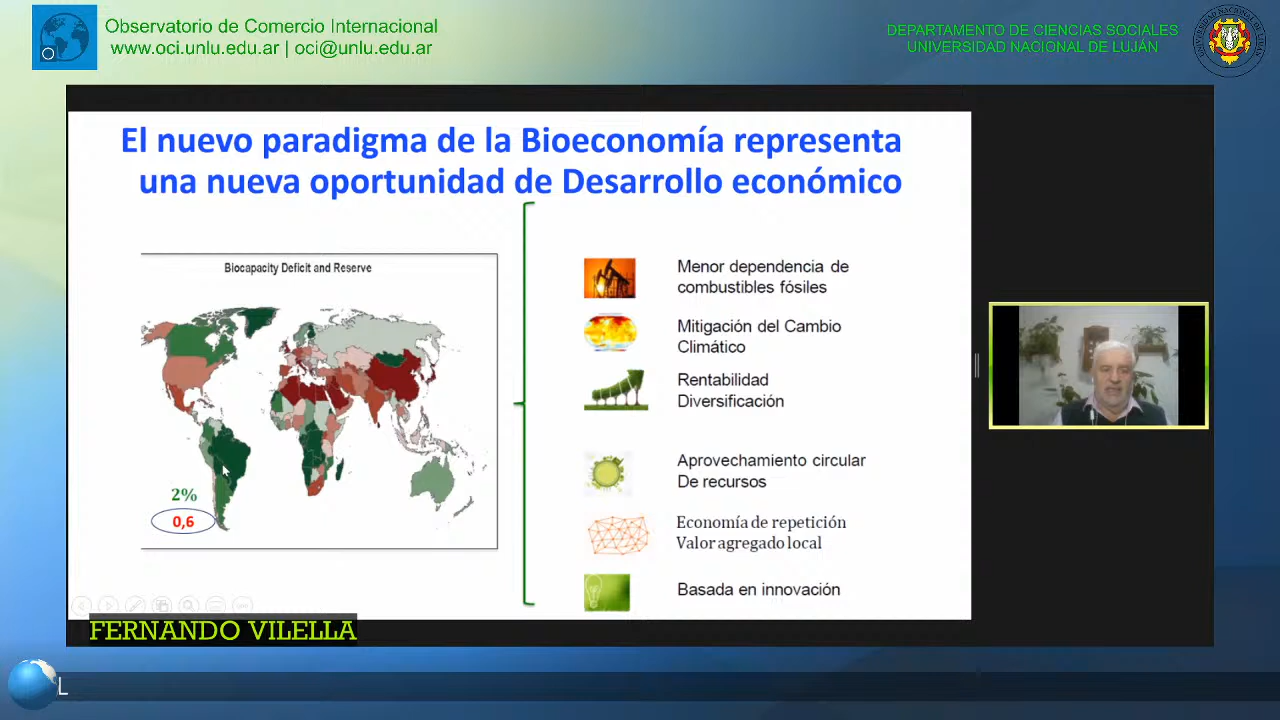 Observatorio de Comercio Internacional
www.oci.unlu.edu.ar | oci@unlu.edu.ar
DEPARTAMENTO DE CIENCIAS SOCIALES
UNIVERSIDAD NACIONAL DE LUJÁN
El nuevo paradigma de la Bioeconomía representa
una nueva oportunidad de Desarrollo económico
Biocapacity Deficit and Reserve
2%
0,6
Menor dependencia de
combustibles fósiles
Mitigación del Cambio
Climático
Rentabilidad
Diversificación
Aprovechamiento circular
De recursos
Economía de repetición
Valor agregado local
Basada en innovación
FERNANDO VILELLA
L